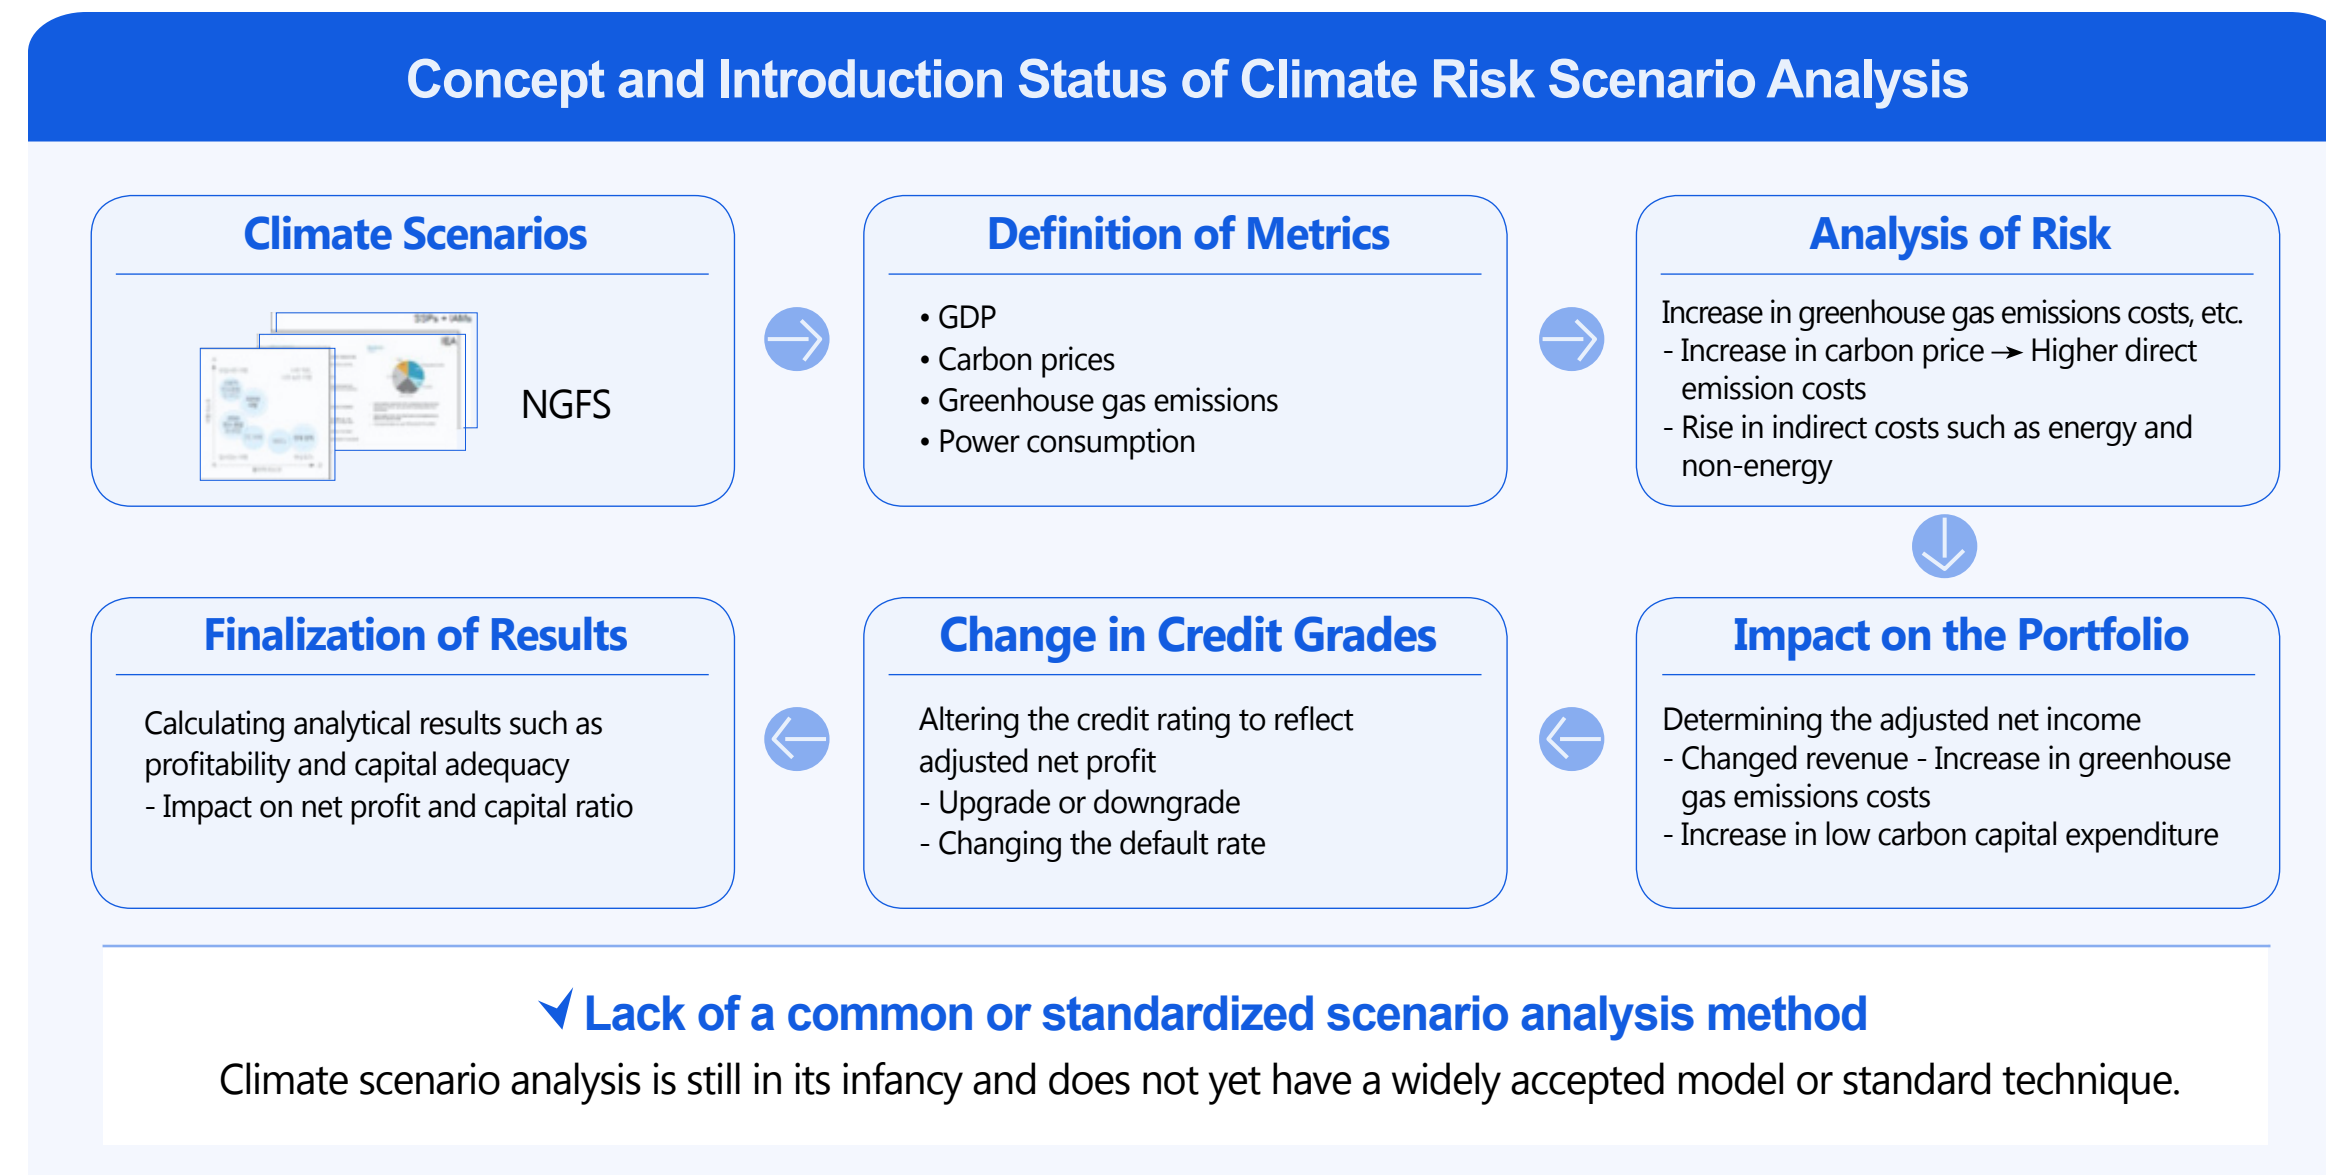 Concept and Introduction Status of Climate Risk Scenario Analysis
Climate Scenarios
SSPs + IAMs
IEA
NGFS
Definition of Metrics
• GDP
• Carbon prices
• Greenhouse gas emissions
• Power consumption
Analysis of Risk
Increase in greenhouse gas emissions costs, etc.
- Increase in carbon price → Higher direct
emission costs
- Rise in indirect costs such as energy and
non-energy
Impact on the Portfolio
Determining the adjusted net income
- Changed revenue - Increase in greenhouse
gas emissions costs
- Increase in low carbon capital expenditure
Change in Credit Grades
Altering the credit rating to reflect
adjusted net profit
- Upgrade or downgrade
- Changing the default rate
Finalization of Results
Calculating analytical results such as
profitability and capital adequacy
- Impact on net profit and capital ratio
✓ Lack of a common or standardized scenario analysis method
Climate scenario analysis is still in its infancy and does not yet have a widely accepted model or standard technique.